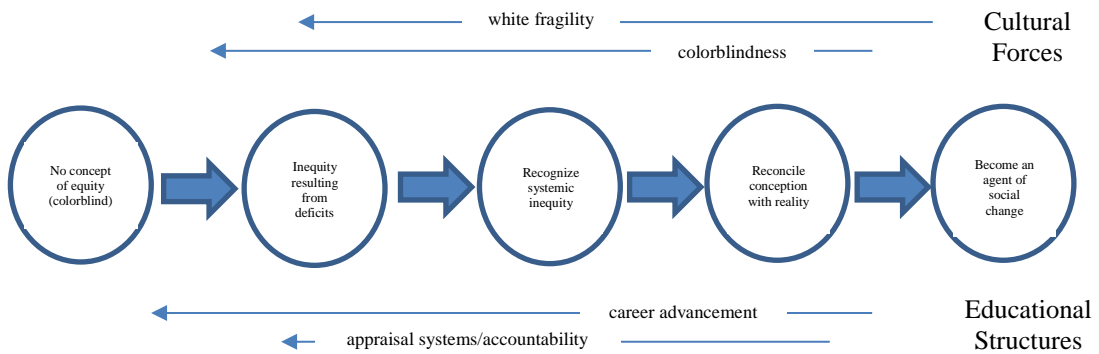 white fragility
Cultural
Forces
colorblindness
No concept
of equity
(colorblind)
Inequity
resulting
from
deficits
Recognize
systemic
inequity
Reconcile
conception
with reality
Become an
agent of
social
change
career advancement
Educational
Structures
appraisal systems/accountability